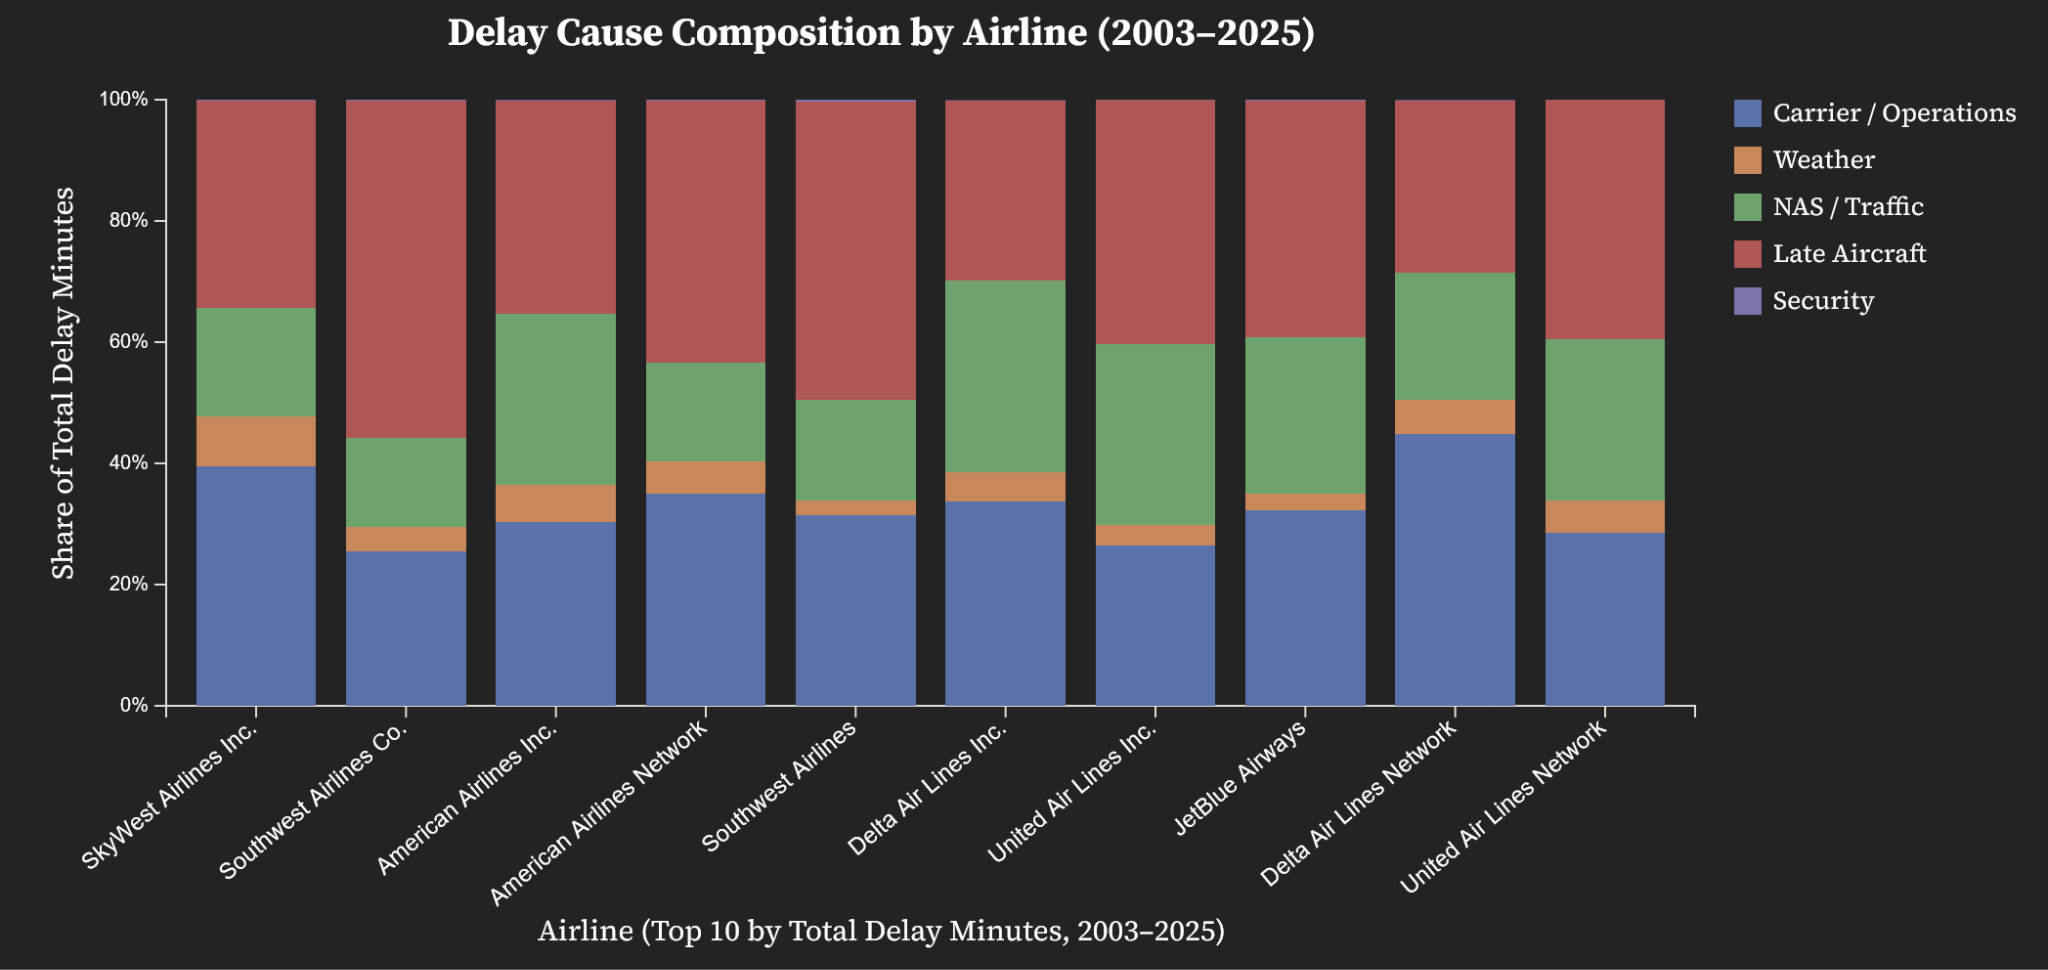 Delay Cause Composition by Airline (2003–2025)
Share of Total Delay Minutes
100%
80%
60%
40%
20%
0%
SkyWest Airlines Inc.
Southwest Airlines Co.
American Airlines Inc.
American Airlines Network
Southwest Airlines
Delta Air Lines Inc.
United Air Lines Inc.
JetBlue Airways
Delta Air Lines Network
United Air Lines Network
Airline (Top 10 by Total Delay Minutes, 2003–2025)
Carrier / Operations
Weather
NAS / Traffic
Late Aircraft
Security